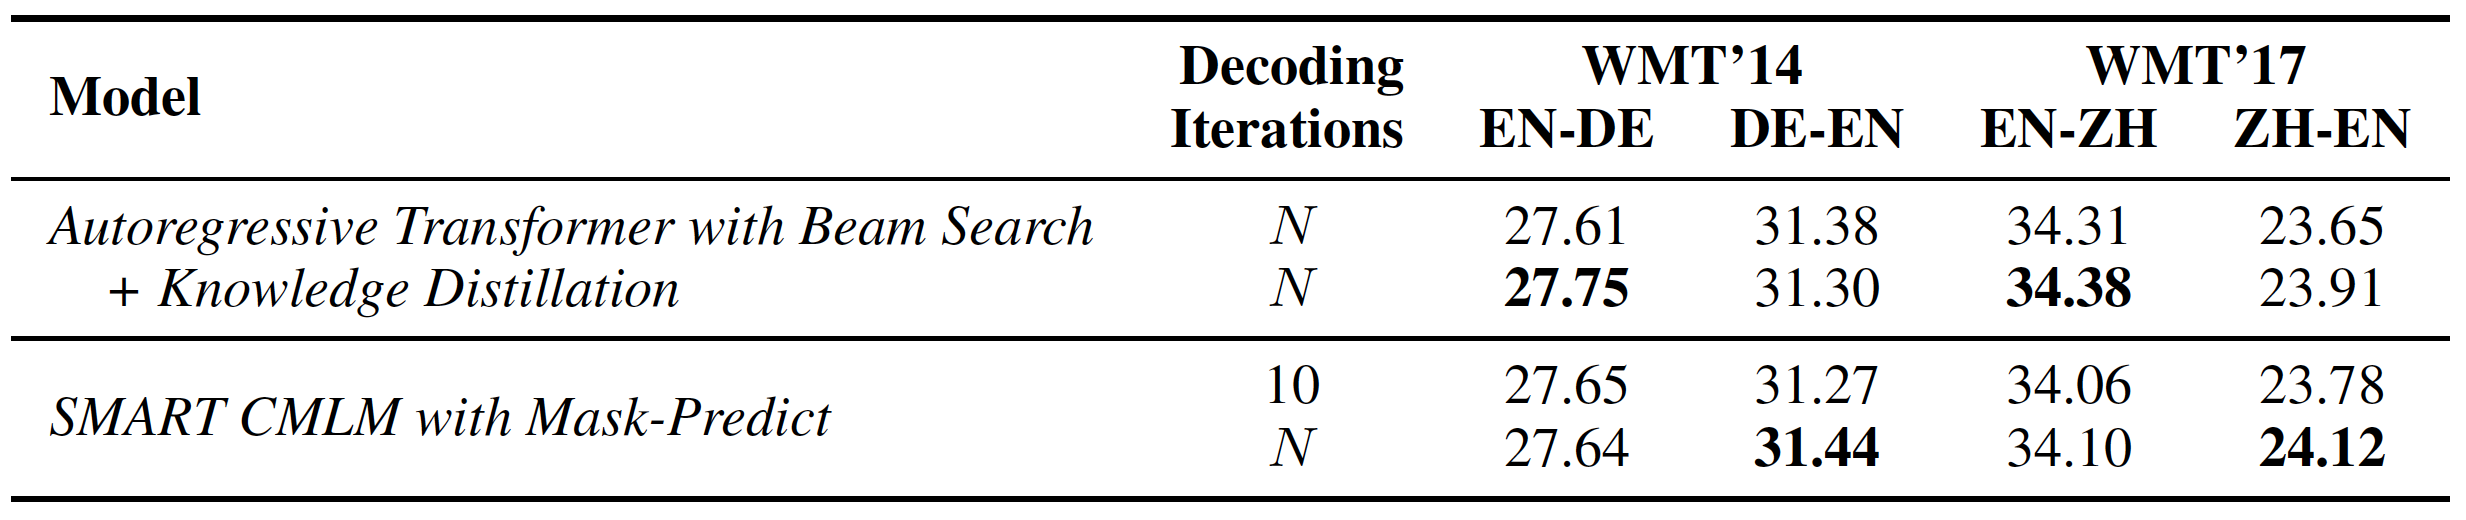 Model Decoding Iterations WMT’14 WMT’17
EN-DE DE-EN EN-ZH ZH-EN
Autoregressive Transformer with Beam Search N 27.61 31.38 34.31 23.65
+ Knowledge Distillation N 27.75 31.30 34.38 23.91
SMART CMLM with Mask-Predict 10 27.65 31.27 34.06 23.78
N 27.64 31.44 34.10 24.12